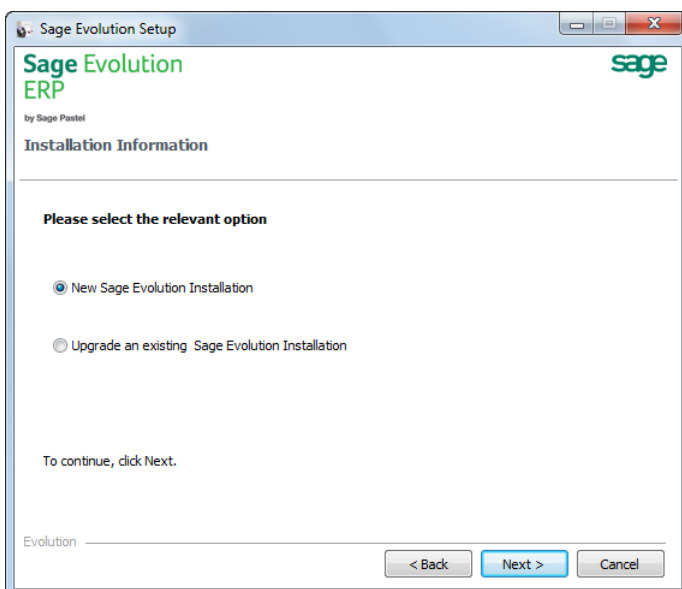 Sage Evolution Setup
Sage Evolution
ERP
sage
by Sage Pastel
Installation Information
Please select the relevant option
New Sage Evolution Installation
Upgrade an existing Sage Evolution Installation
To continue, click Next.
Evolution
< Back
Next >
Cancel